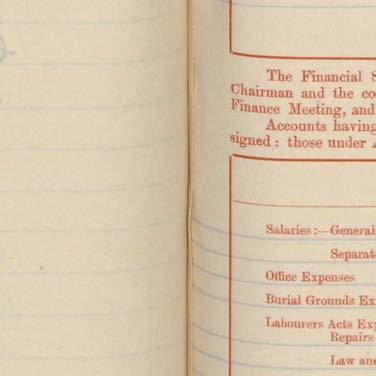 The Financial S
Chairman and the co
Finance Meeting, and
Accounts having
signed: those under
Salaries:—General
Separat
Office Expenses
Burial Grounds Ex
Labourers Acts Exp
Repairs
Law and